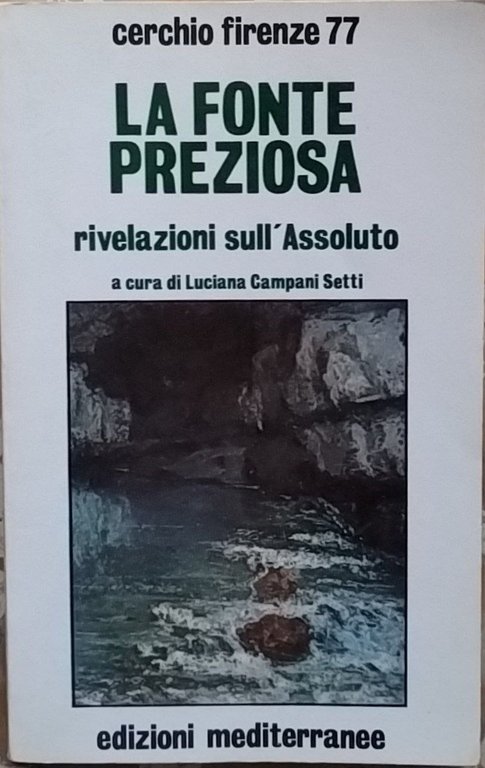 cerchio firenze 77
LA FONTE
PREZIOSA
rivelazioni sull'Assoluto
a cura di Luciana Campani Setti
edizioni mediterranee